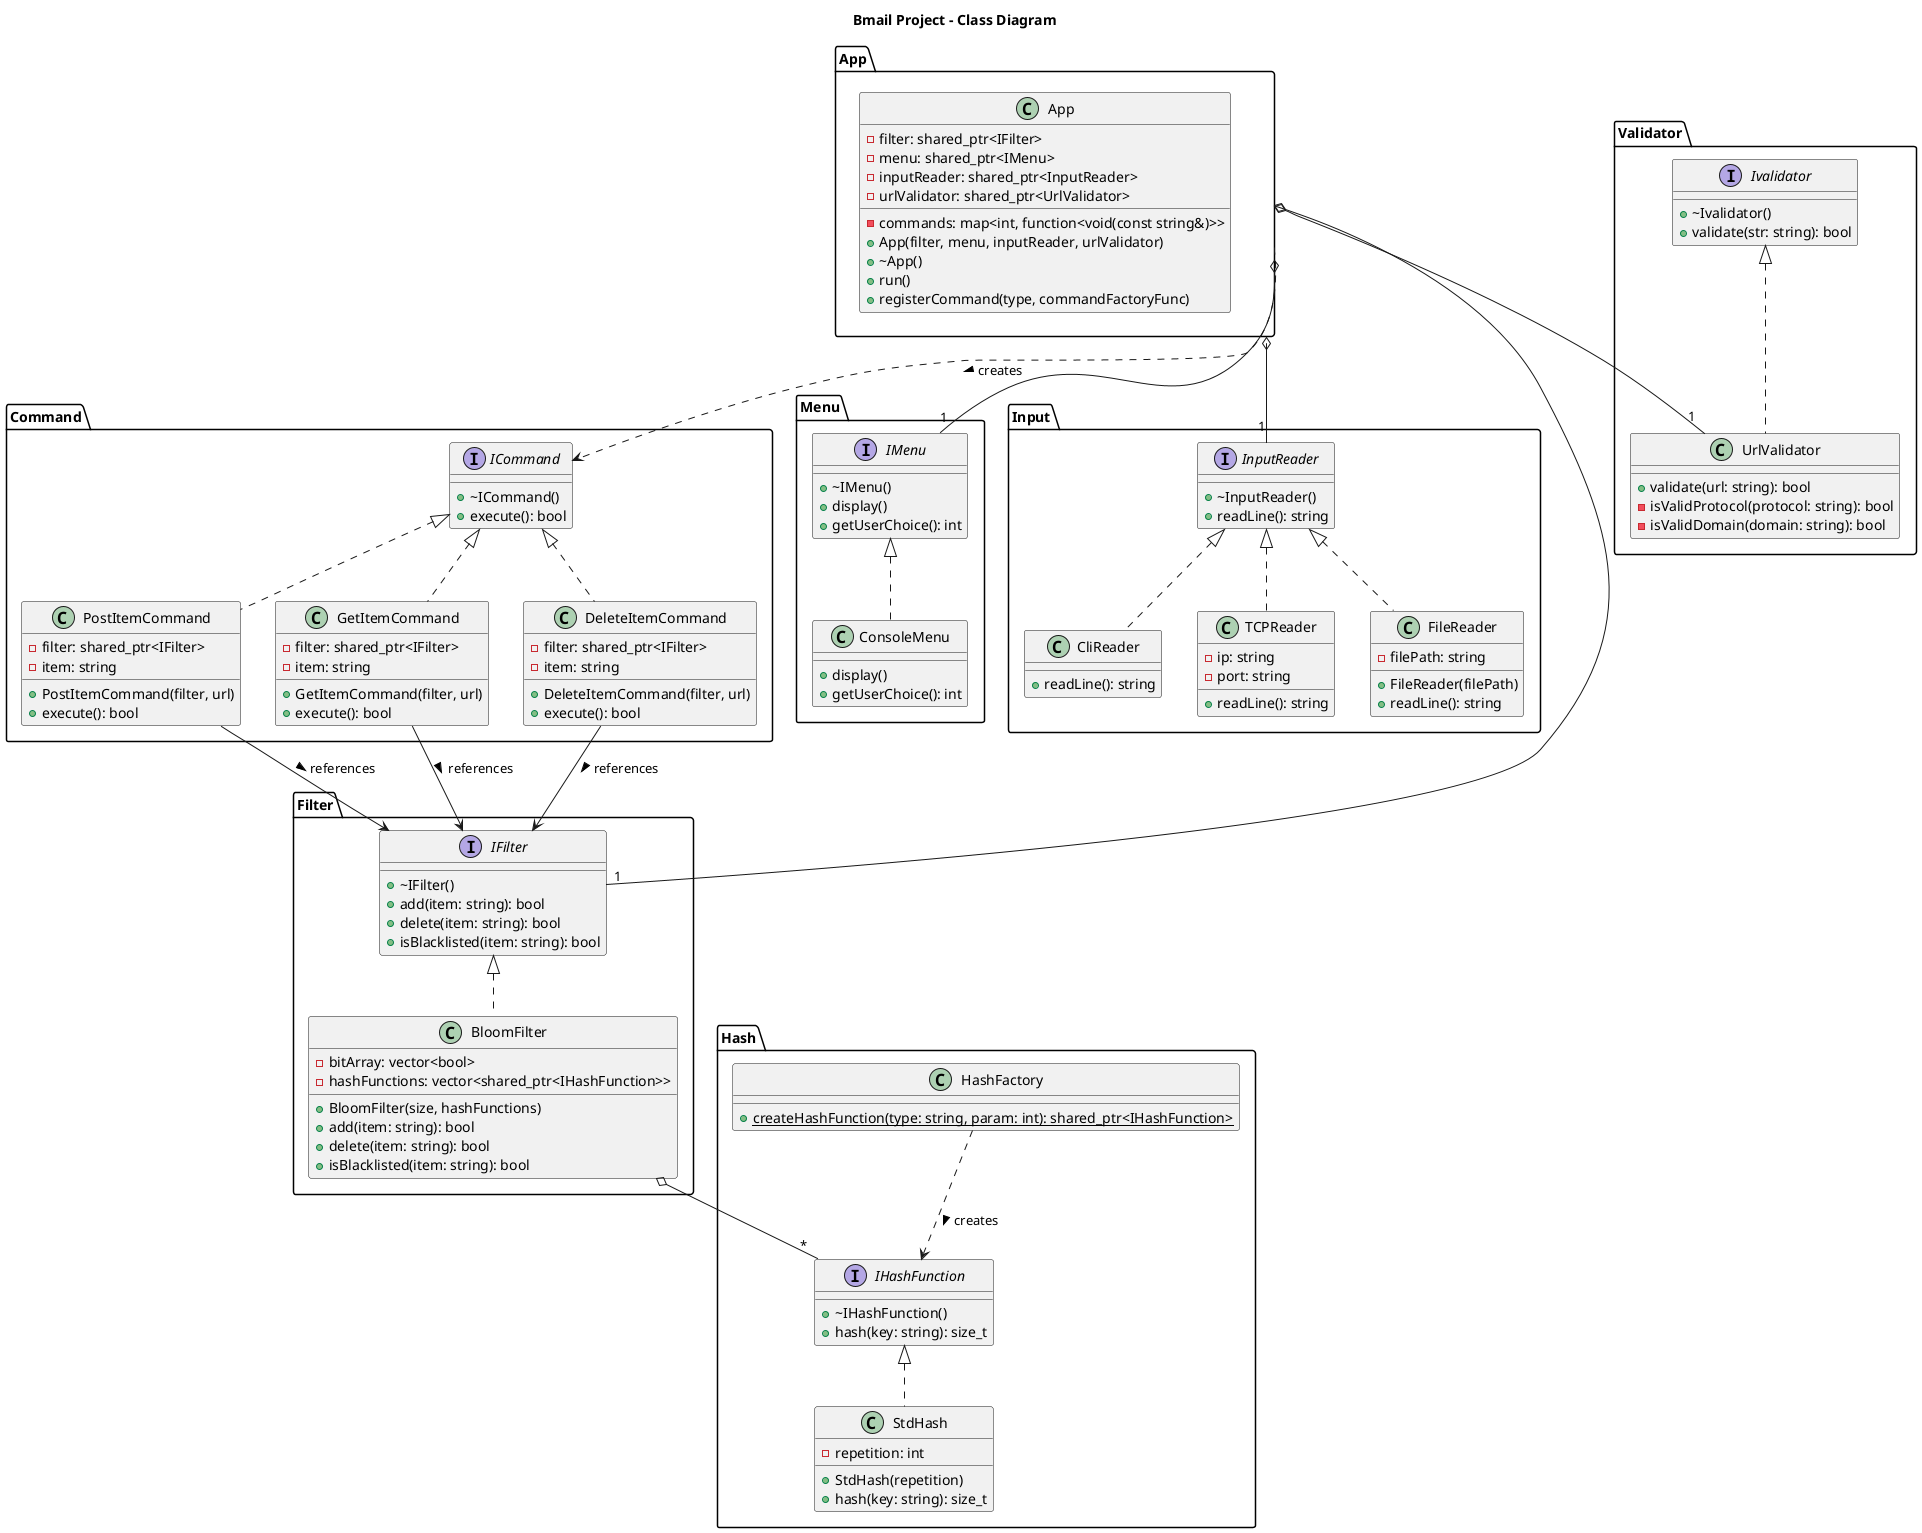 Bmail Project - Class Diagram
App
App
filter: shared_ptr<IFilter>
menu: shared_ptr<IMenu>
inputReader: shared_ptr<InputReader>
urlValidator: shared_ptr<UrlValidator>
commands: map<int, function<void(const string&)>>
App(filter, menu, inputReader, urlValidator)
~App()
run()
registerCommand(type, commandFactoryFunc)
Validator
Ivalidator
~Ivalidator()
validate(str: string): bool
1
UrlValidator
validate(url: string): bool
isValidProtocol(protocol: string): bool
isValidDomain(domain: string): bool
creates
Command
ICommand
~ICommand()
execute(): bool
PostItemCommand
filter: shared_ptr<IFilter>
item: string
PostItemCommand(filter, url)
execute(): bool
GetItemCommand
filter: shared_ptr<IFilter>
item: string
GetItemCommand(filter, url)
execute(): bool
DeleteItemCommand
filter: shared_ptr<IFilter>
item: string
DeleteItemCommand(filter, url)
execute(): bool
Menu
1
IMenu
~IMenu()
display()
getUserChoice(): int
ConsoleMenu
display()
getUserChoice(): int
Input
1
InputReader
~InputReader()
readLine(): string
CliReader
readLine(): string
TCPReader
ip: string
port: string
readLine(): string
FileReader
filePath: string
FileReader(filePath)
readLine(): string
references
references
references
Filter
IFilter
~IFilter()
add(item: string): bool
delete(item: string): bool
isBlacklisted(item: string): bool
1
BloomFilter
bitArray: vector<bool>
hashFunctions: vector<shared_ptr<IHashFunction>>
BloomFilter(size, hashFunctions)
add(item: string): bool
delete(item: string): bool
isBlacklisted(item: string): bool
Hash
HashFactory
createHashFunction(type: string, param: int): shared_ptr<IHashFunction>
creates
*
IHashFunction
~IHashFunction()
hash(key: string): size_t
StdHash
repetition: int
StdHash(repetition)
hash(key: string): size_t